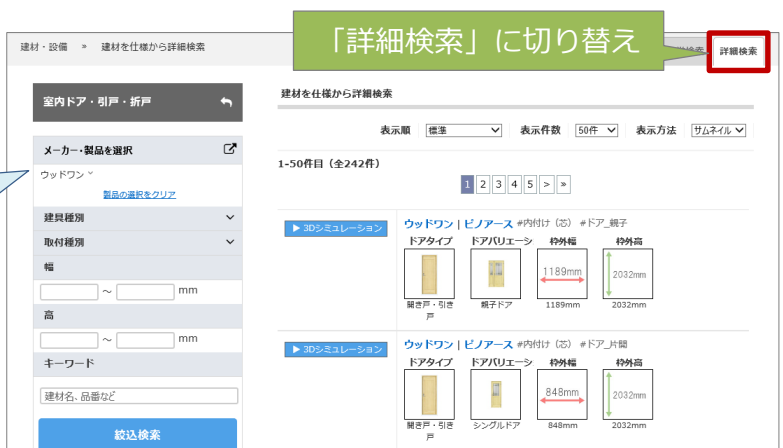 建材・設備 » 建材を仕様から詳細検索
「詳細検索」に切り替え
詳細検索
室内ドア・引戸・折戸
メーカー・製品を選択
ウッドワン
製品の選択をクリア
建具種別
取付種別
幅
～ mm
高
～ mm
キーワード
建材名、品番など
絞込検索
建材を仕様から詳細検索
表示順 標準 表示件数 50件 表示方法 サムネイル
1-50件目（全242件）
1 2 3 4 5 > »
▶ 3Dシミュレーション
ウッドワン | ピノアース #内付け（芯） #ドア_親子
ドアタイプ ドアバリエーシ 枠外幅 枠外高
1189mm 2032mm
開き戸・引き戸 親子ドア 1189mm 2032mm
▶ 3Dシミュレーション
ウッドワン | ピノアース #内付け（芯） #ドア_片開
ドアタイプ ドアバリエーシ 枠外幅 枠外高
848mm 2032mm
開き戸・引き戸 シングルドア 848mm 2032mm